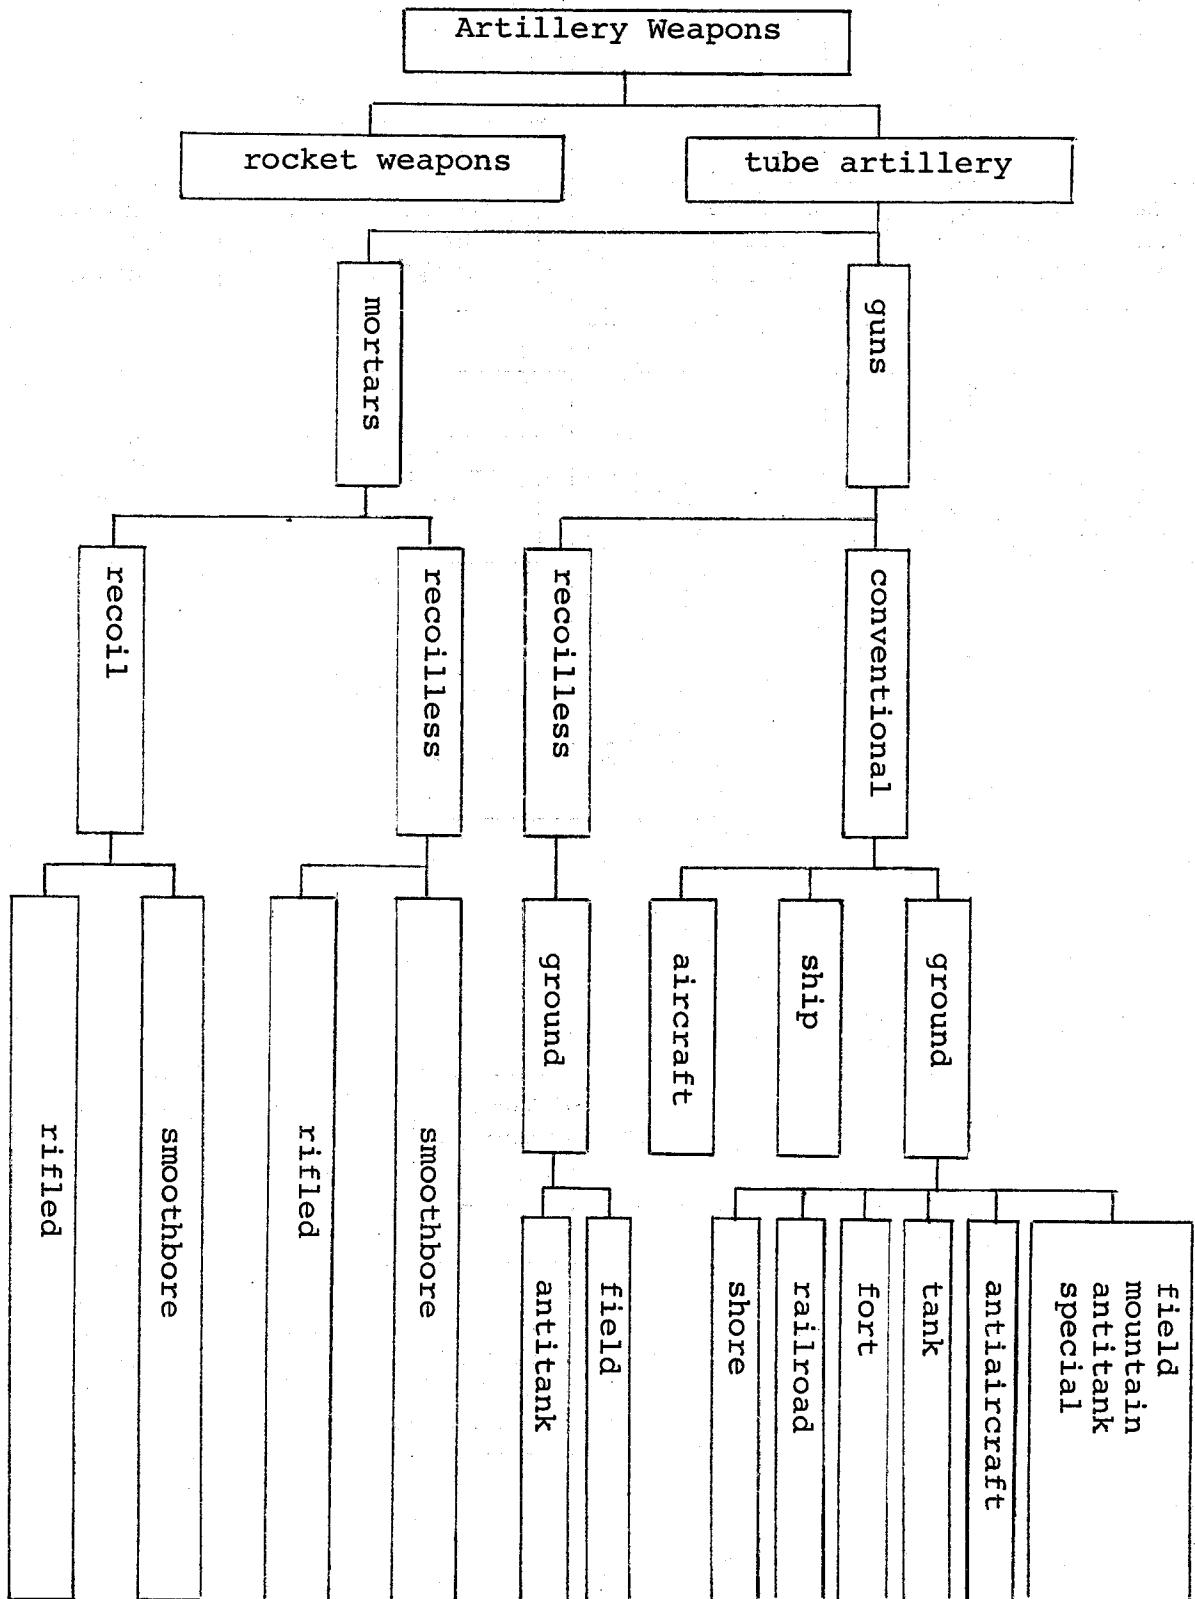 Artillery Weapons
rocket weapons
tube artillery
mortars
guns
recoil
recoilless
recoilless
conventional
rifled
smoothbore
rifled
smoothbore
ground
aircraft
ship
ground
antitank
field
shore
railroad
fort
tank
antiaircraft
field
mountain
antitank
special